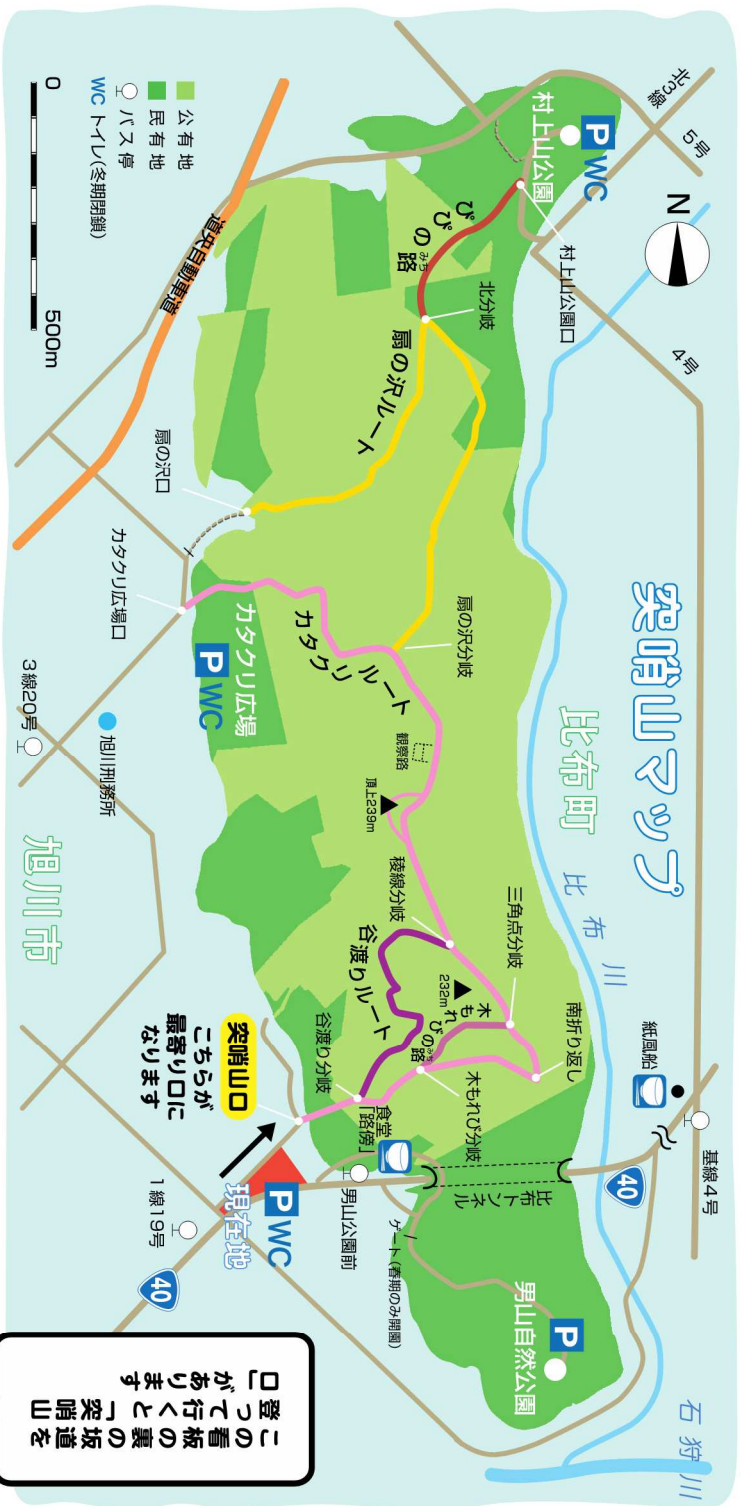 突哨山マップ
比布町
比布川
石狩川
旭川市
N
北3線
5号
4号
P WC
村上山公園
村上山公園口
ぴぴの路
みち
北分岐
扇の沢ルート
扇の沢口
扇の沢分岐
カタクリルート
カタクリ広場
P WC
カタクリ広場口
観察路
頂上239m
稜線分岐
三角点分岐
232m
木もれびの路
みち
南折り返し
木もれび分岐
谷渡りルート
谷渡り分岐
食堂「路傍」
紙風船
基線4号
40
比布トンネル
男山公園前
ゲート(春期のみ開園)
P
男山自然公園
突哨山口
こちらが
最寄り口に
なります
P WC
現在地
1線19号
40
旭川刑務所
3線20号
道央自動車道
公有地
民有地
バス停
WC トイレ(冬期閉鎖)
0
500m
この看板の裏の坂道を
登って行くと「突哨山
口」があります